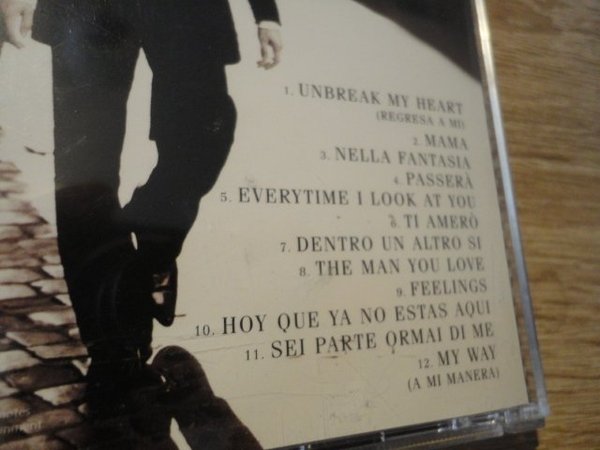 1. UNBREAK MY HEART
(REGRESA A MI)
2. MAMA
3. NELLA FANTASIA
4. PASSERÀ
5. EVERYTIME I LOOK AT YOU
6. TI AMERÒ
7. DENTRO UN ALTRO SI
8. THE MAN YOU LOVE
9. FEELINGS
10. HOY QUE YA NO ESTAS AQUI
11. SEI PARTE ORMAI DI ME
12. MY WAY
(A MI MANERA)